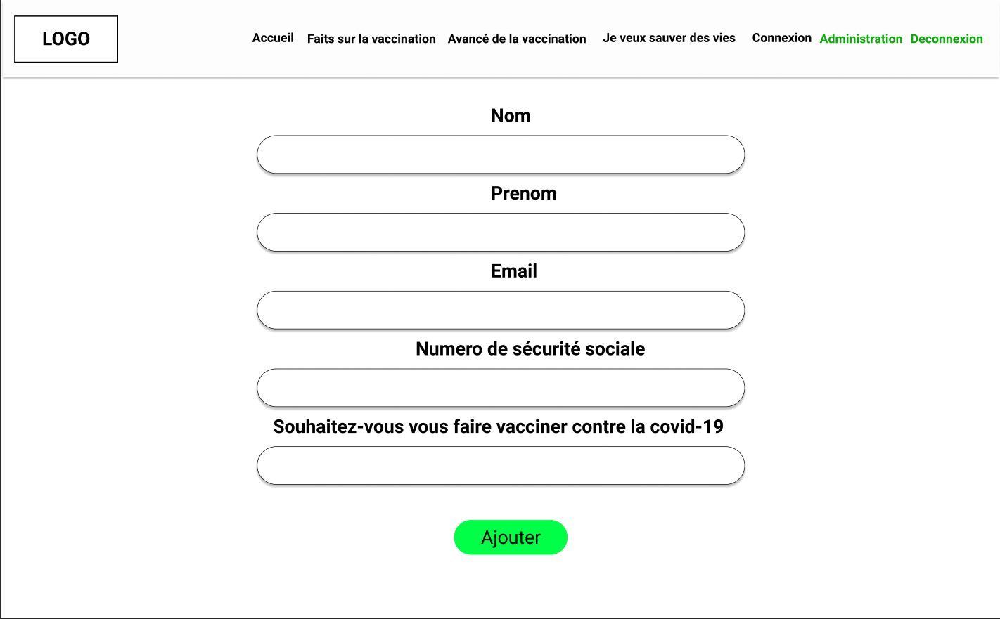 LOGO
Accueil Faits sur la vaccination Avancé de la vaccination Je veux sauver des vies Connexion Administration Deconnexion
Nom
Prenom
Email
Numero de sécurité sociale
Souhaitez-vous vous faire vacciner contre la covid-19
Ajouter